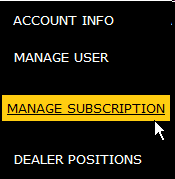 ACCOUNT INFO
MANAGE USER
MANAGE SUBSCRIPTION
DEALER POSITIONS